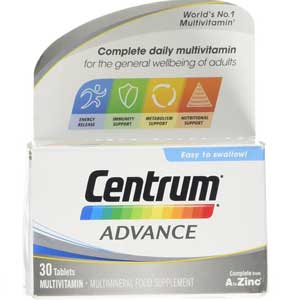 World's No.1
Multivitamin†
Complete daily multivitamin
for the general wellbeing of adults
ENERGY RELEASE
IMMUNITY SUPPORT
METABOLISM SUPPORT
NUTRITIONAL SUPPORT
Easy to swallow!
Centrum®
ADVANCE
30 Tablets
MULTIVITAMIN - MULTIMINERAL FOOD SUPPLEMENT
Complete from
A to Zinc®